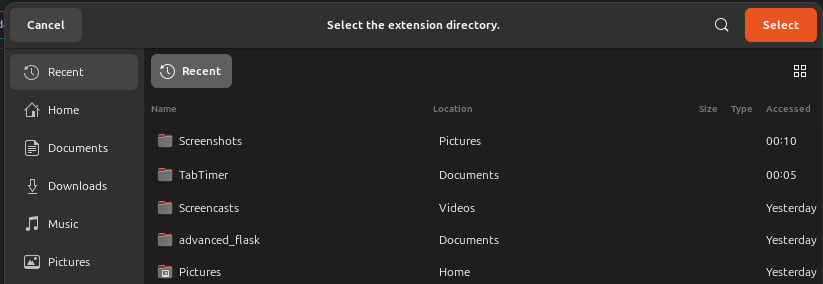 Cancel Select the extension directory. Select
Recent Recent
Name Location Size Type Accessed
Home
Screenshots Pictures 00:10
Documents
TabTimer Documents 00:05
Downloads
Screencasts Videos Yesterday
Music
advanced_flask Documents Yesterday
Pictures
Pictures Home Yesterday